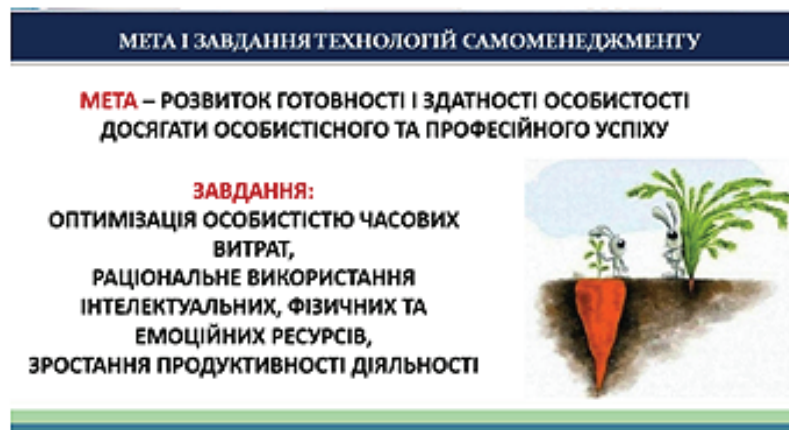 МЕТА І ЗАВДАННЯ ТЕХНОЛОГІЙ САМОМЕНЕДЖМЕНТУ
МЕТА – РОЗВИТОК ГОТОВНОСТІ І ЗДАТНОСТІ ОСОБИСТОСТІ
ДОСЯГАТИ ОСОБИСТІСНОГО ТА ПРОФЕСІЙНОГО УСПІХУ
ЗАВДАННЯ:
ОПТИМІЗАЦІЯ ОСОБИСТІСТЮ ЧАСОВИХ
ВИТРАТ,
РАЦІОНАЛЬНЕ ВИКОРИСТАННЯ
ІНТЕЛЕКТУАЛЬНИХ, ФІЗИЧНИХ ТА
ЕМОЦІЙНИХ РЕСУРСІВ,
ЗРОСТАННЯ ПРОДУКТИВНОСТІ ДІЯЛЬНОСТІ